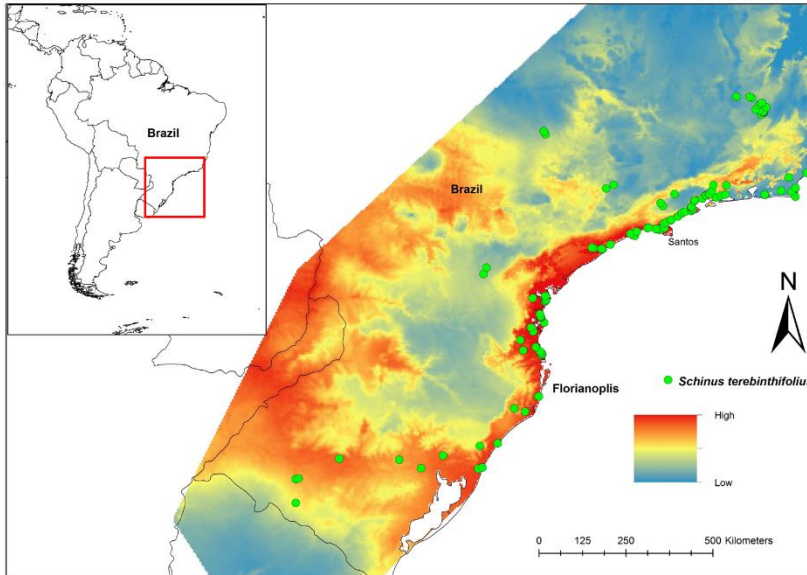 Brazil
Brazil
Santos
N
Florianoplis
Schinus terebinthifoliu
High
Low
0 125 250 500 Kilometers